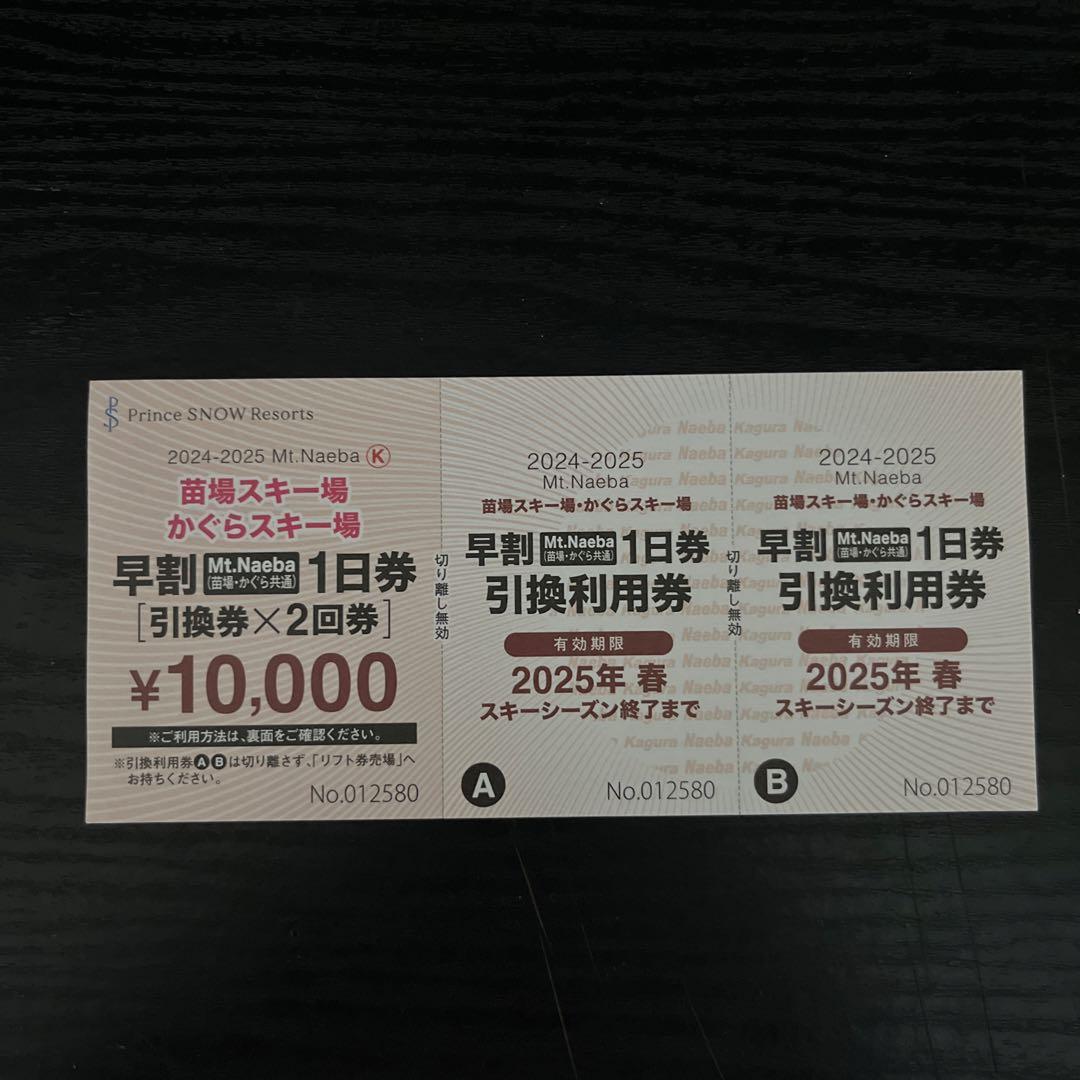 Prince SNOW Resorts
2024-2025 Mt.Naeba K
苗場スキー場
かぐらスキー場
早割 Mt.Naeba (苗場・かぐら共通) 1日券
[引換券×2回券]
¥10,000
※ご利用方法は、裏面をご確認ください。
※引換利用券ABは切り離さず、「リフト券売場」へ
お持ちください。
No.012580
切り離し無効
2024-2025
Mt.Naeba
苗場スキー場・かぐらスキー場
早割 Mt.Naeba (苗場・かぐら共通) 1日券
引換利用券
有効期限
2025年 春
スキーシーズン終了まで
A
No.012580
切り離し無効
2024-2025
Mt.Naeba
苗場スキー場・かぐらスキー場
早割 Mt.Naeba (苗場・かぐら共通) 1日券
引換利用券
有効期限
2025年 春
スキーシーズン終了まで
B
No.012580
Naeba Kagura
Kagura Naeba Kagura Naeba